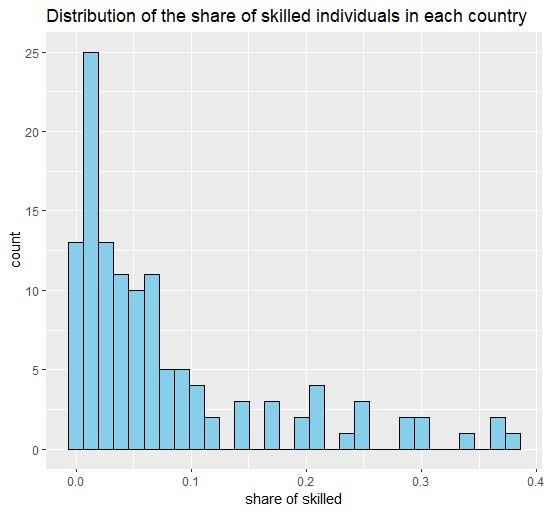 Distribution of the share of skilled individuals in each country
25
20
15
10
5
0
count
0.0 0.1 0.2 0.3 0.4
share of skilled